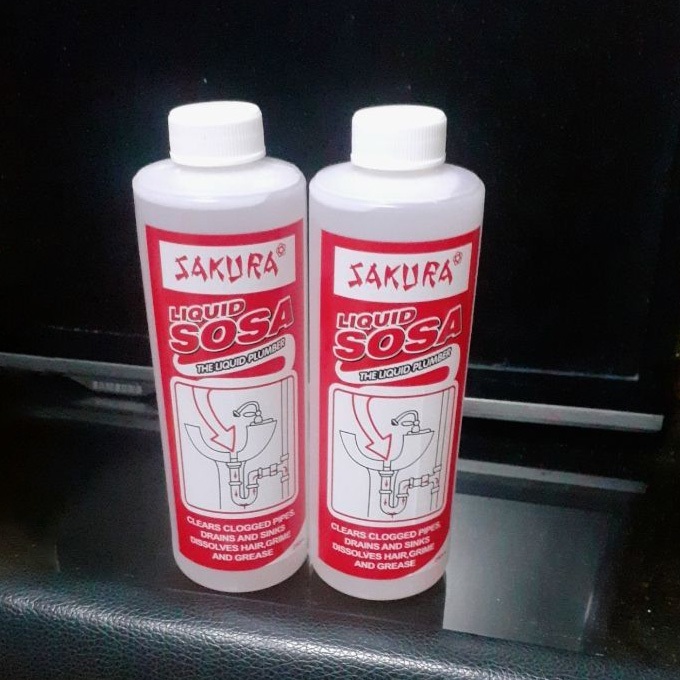 SAKURA
LIQUID
SOSA
THE LIQUID PLUMBER
CLEARS CLOGGED PIPES,
DRAINS AND SINKS
DISSOLVES HAIR,GRIME
AND GREASE
SAKURA
LIQUID
SOSA
THE LIQUID PLUMBER
CLEARS CLOGGED PIPES,
DRAINS AND SINKS
DISSOLVES HAIR,GRIME
AND GREASE